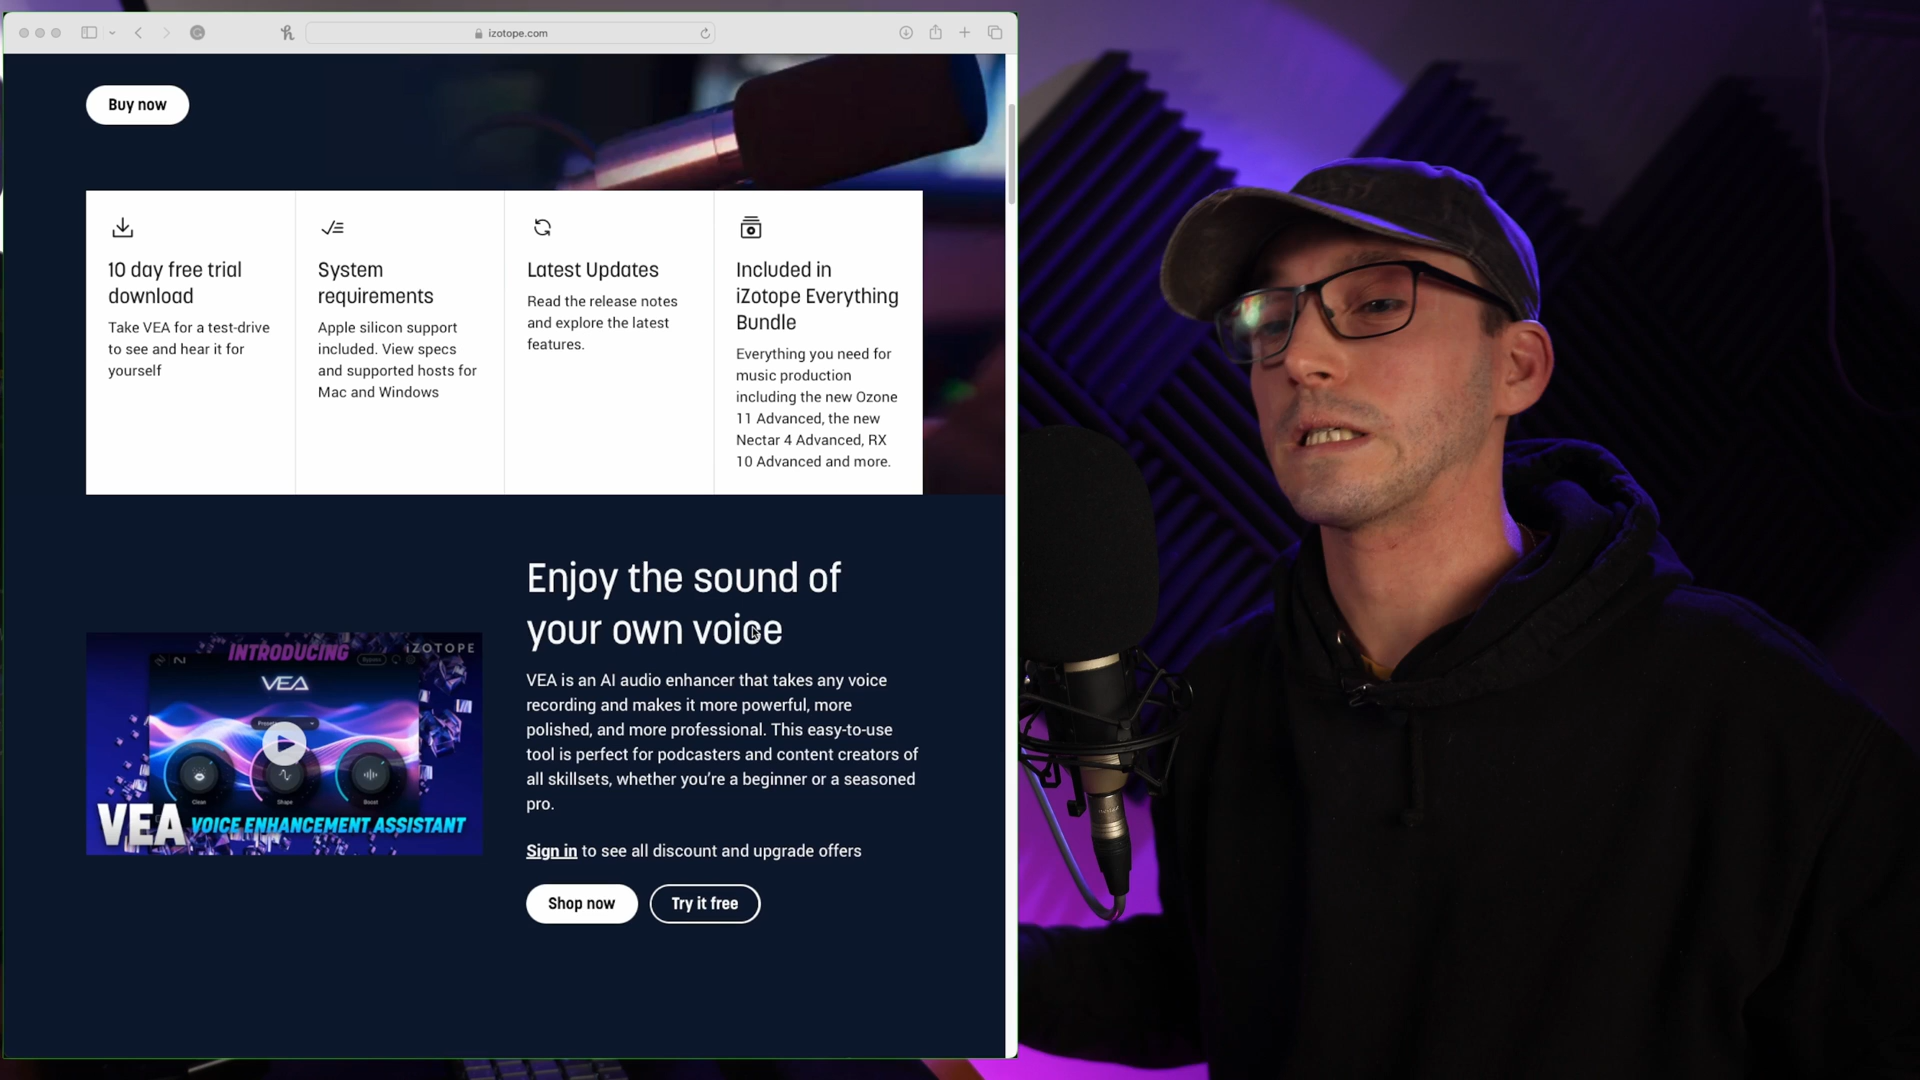 izotope.com
Buy now
10 day free trial
download
Take VEA for a test-drive
to see and hear it for
yourself
System
requirements
Apple silicon support
included. View specs
and supported hosts for
Mac and Windows
Latest Updates
Read the release notes
and explore the latest
features.
Included in
iZotope Everything
Bundle
Everything you need for
music production
including the new Ozone
11 Advanced, the new
Nectar 4 Advanced, RX
10 Advanced and more.
INTRODUCING
iZOTOPE
Bypass
VEA
Presets
Clean
Shape
Boost
VEA VOICE ENHANCEMENT ASSISTANT
Enjoy the sound of
your own voice
VEA is an AI audio enhancer that takes any voice
recording and makes it more powerful, more
polished, and more professional. This easy-to-use
tool is perfect for podcasters and content creators of
all skillsets, whether you're a beginner or a seasoned
pro.
Sign in to see all discount and upgrade offers
Shop now
Try it free